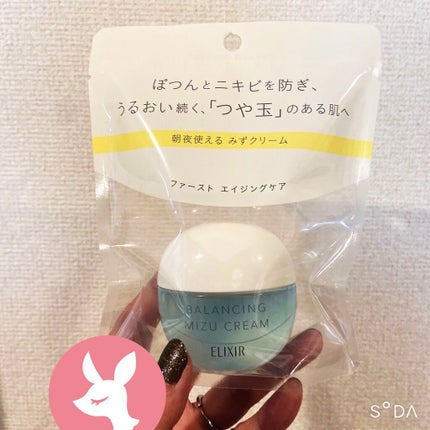 ぽつんとニキビを防ぎ、
うるおい続く、「つや玉」のある肌へ
朝夜使える みずクリーム
ファースト エイジングケア
BALANCING
MIZU CREAM
ELIXIR
SODA